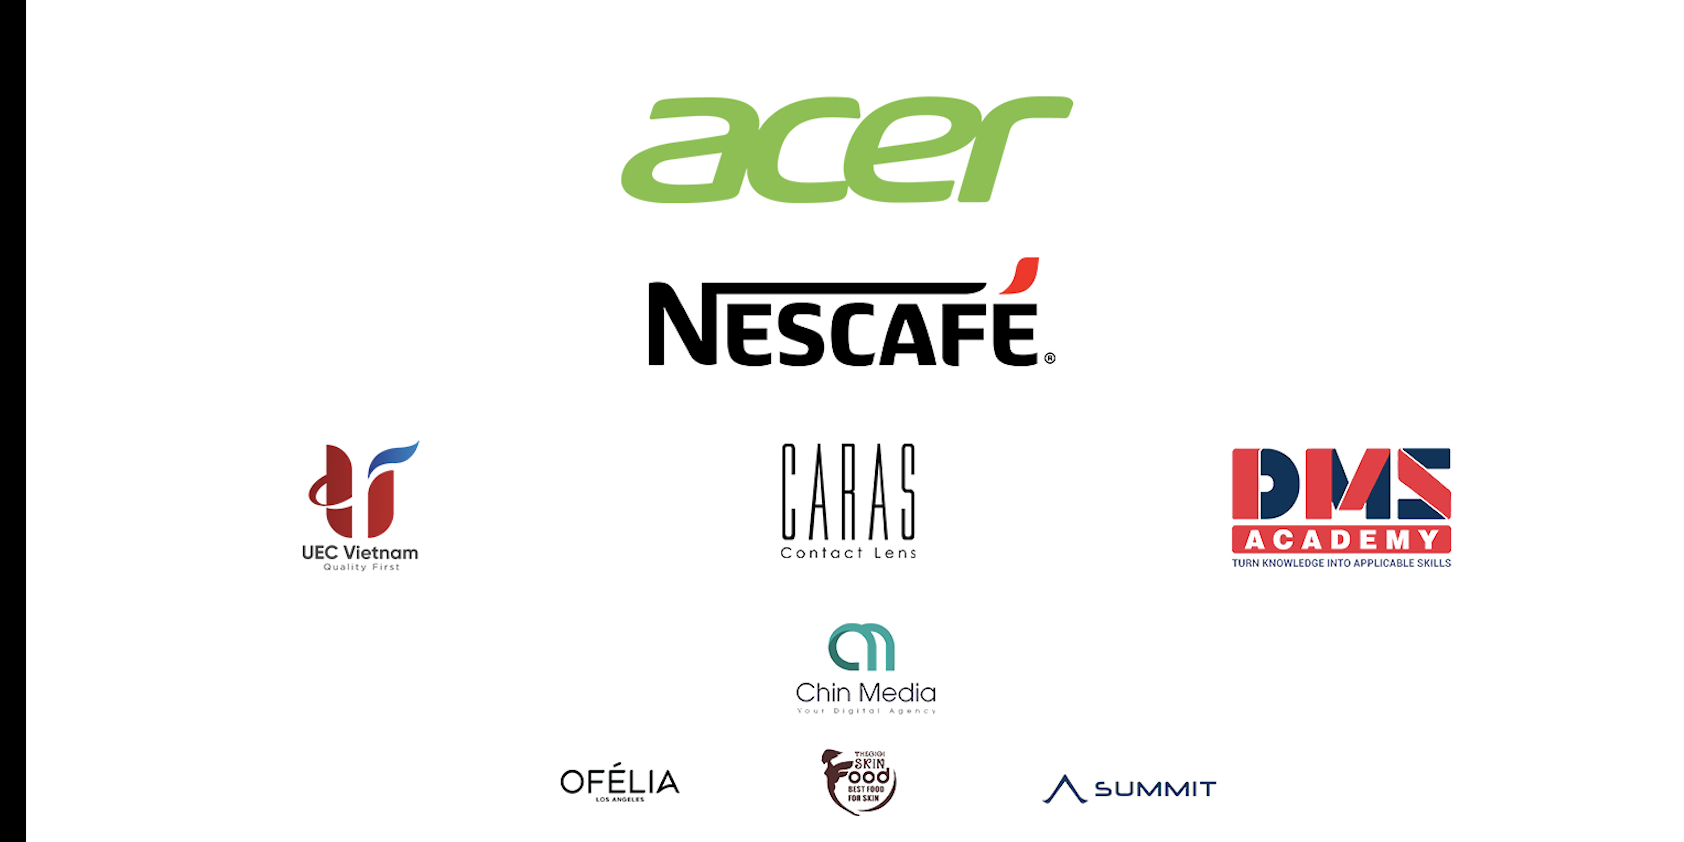 acer
NESCAFÉ®
UEC Vietnam
Quality First
CARAS
Contact Lens
DMS
ACADEMY
TURN KNOWLEDGE INTO APPLICABLE SKILLS
Chin Media
Your Digital Agency
OFÉLIA
LOS ANGELES
THEGIOI
SKIN
Food
BEST FOOD
FOR SKIN
SUMMIT